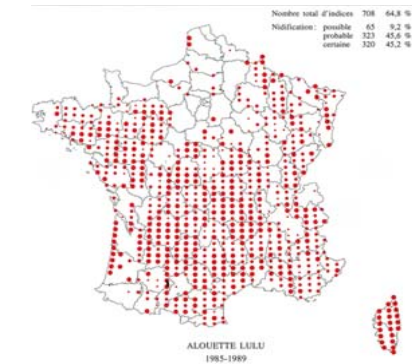 Nombre total d'indices 708 64,8 %
Nidification : possible 65 9,2 %
probable 323 45,6 %
certaine 320 45,2 %
ALOUETTE LULU
1985-1989